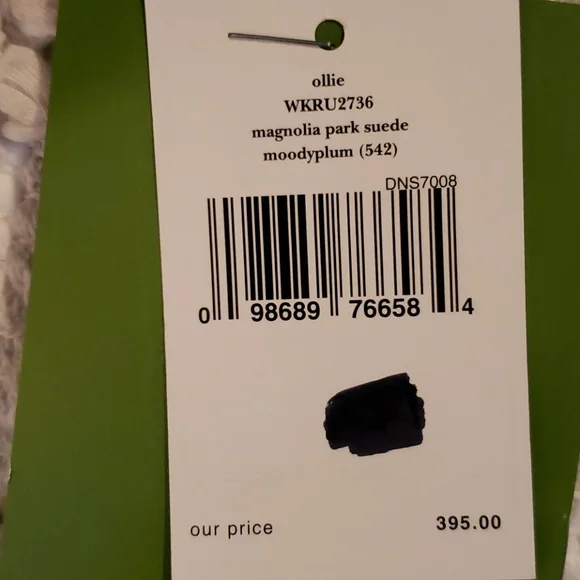 ollie
WKRU2736
magnolia park suede
moodyplum (542)
DNS7008
0 98689 76658 4
our price 395.00